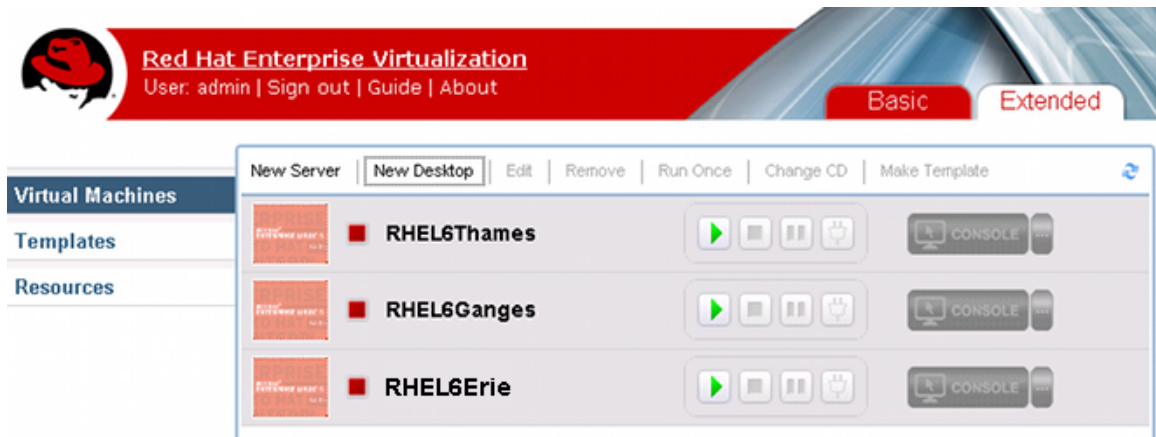 Red Hat Enterprise Virtualization
User: admin | Sign out | Guide | About
Basic
Extended
New Server | New Desktop | Edit | Remove | Run Once | Change CD | Make Template
Virtual Machines
Templates
Resources
RHEL6Thames
CONSOLE
RHEL6Ganges
CONSOLE
RHEL6Erie
CONSOLE